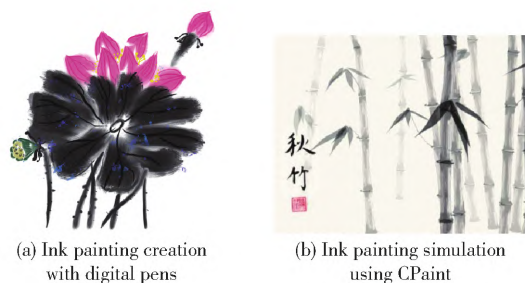 秋
竹
(a) Ink painting creation
with digital pens
(b) Ink painting simulation
using CPaint